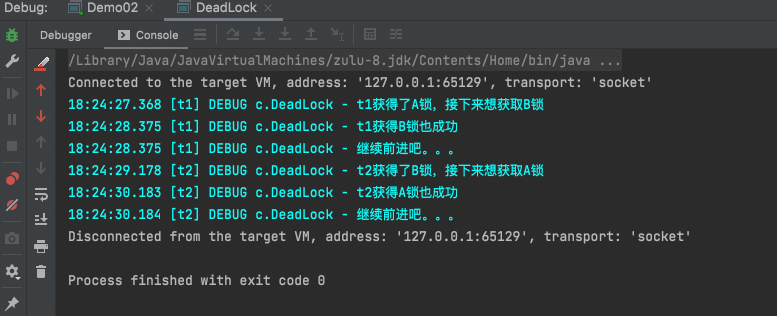 Debug: Demo02 DeadLock
Debugger Console
/Library/Java/JavaVirtualMachines/zulu-8.jdk/Contents/Home/bin/java ...
Connected to the target VM, address: '127.0.0.1:65129', transport: 'socket'
18:24:27.368 [t1] DEBUG c.DeadLock - t1获得了A锁，接下来想获取B锁
18:24:28.375 [t1] DEBUG c.DeadLock - t1获得B锁也成功
18:24:28.375 [t1] DEBUG c.DeadLock - 继续前进吧。。。
18:24:29.178 [t2] DEBUG c.DeadLock - t2获得了B锁，接下来想获取A锁
18:24:30.183 [t2] DEBUG c.DeadLock - t2获得A锁也成功
18:24:30.184 [t2] DEBUG c.DeadLock - 继续前进吧。。。
Disconnected from the target VM, address: '127.0.0.1:65129', transport: 'socket'
Process finished with exit code 0